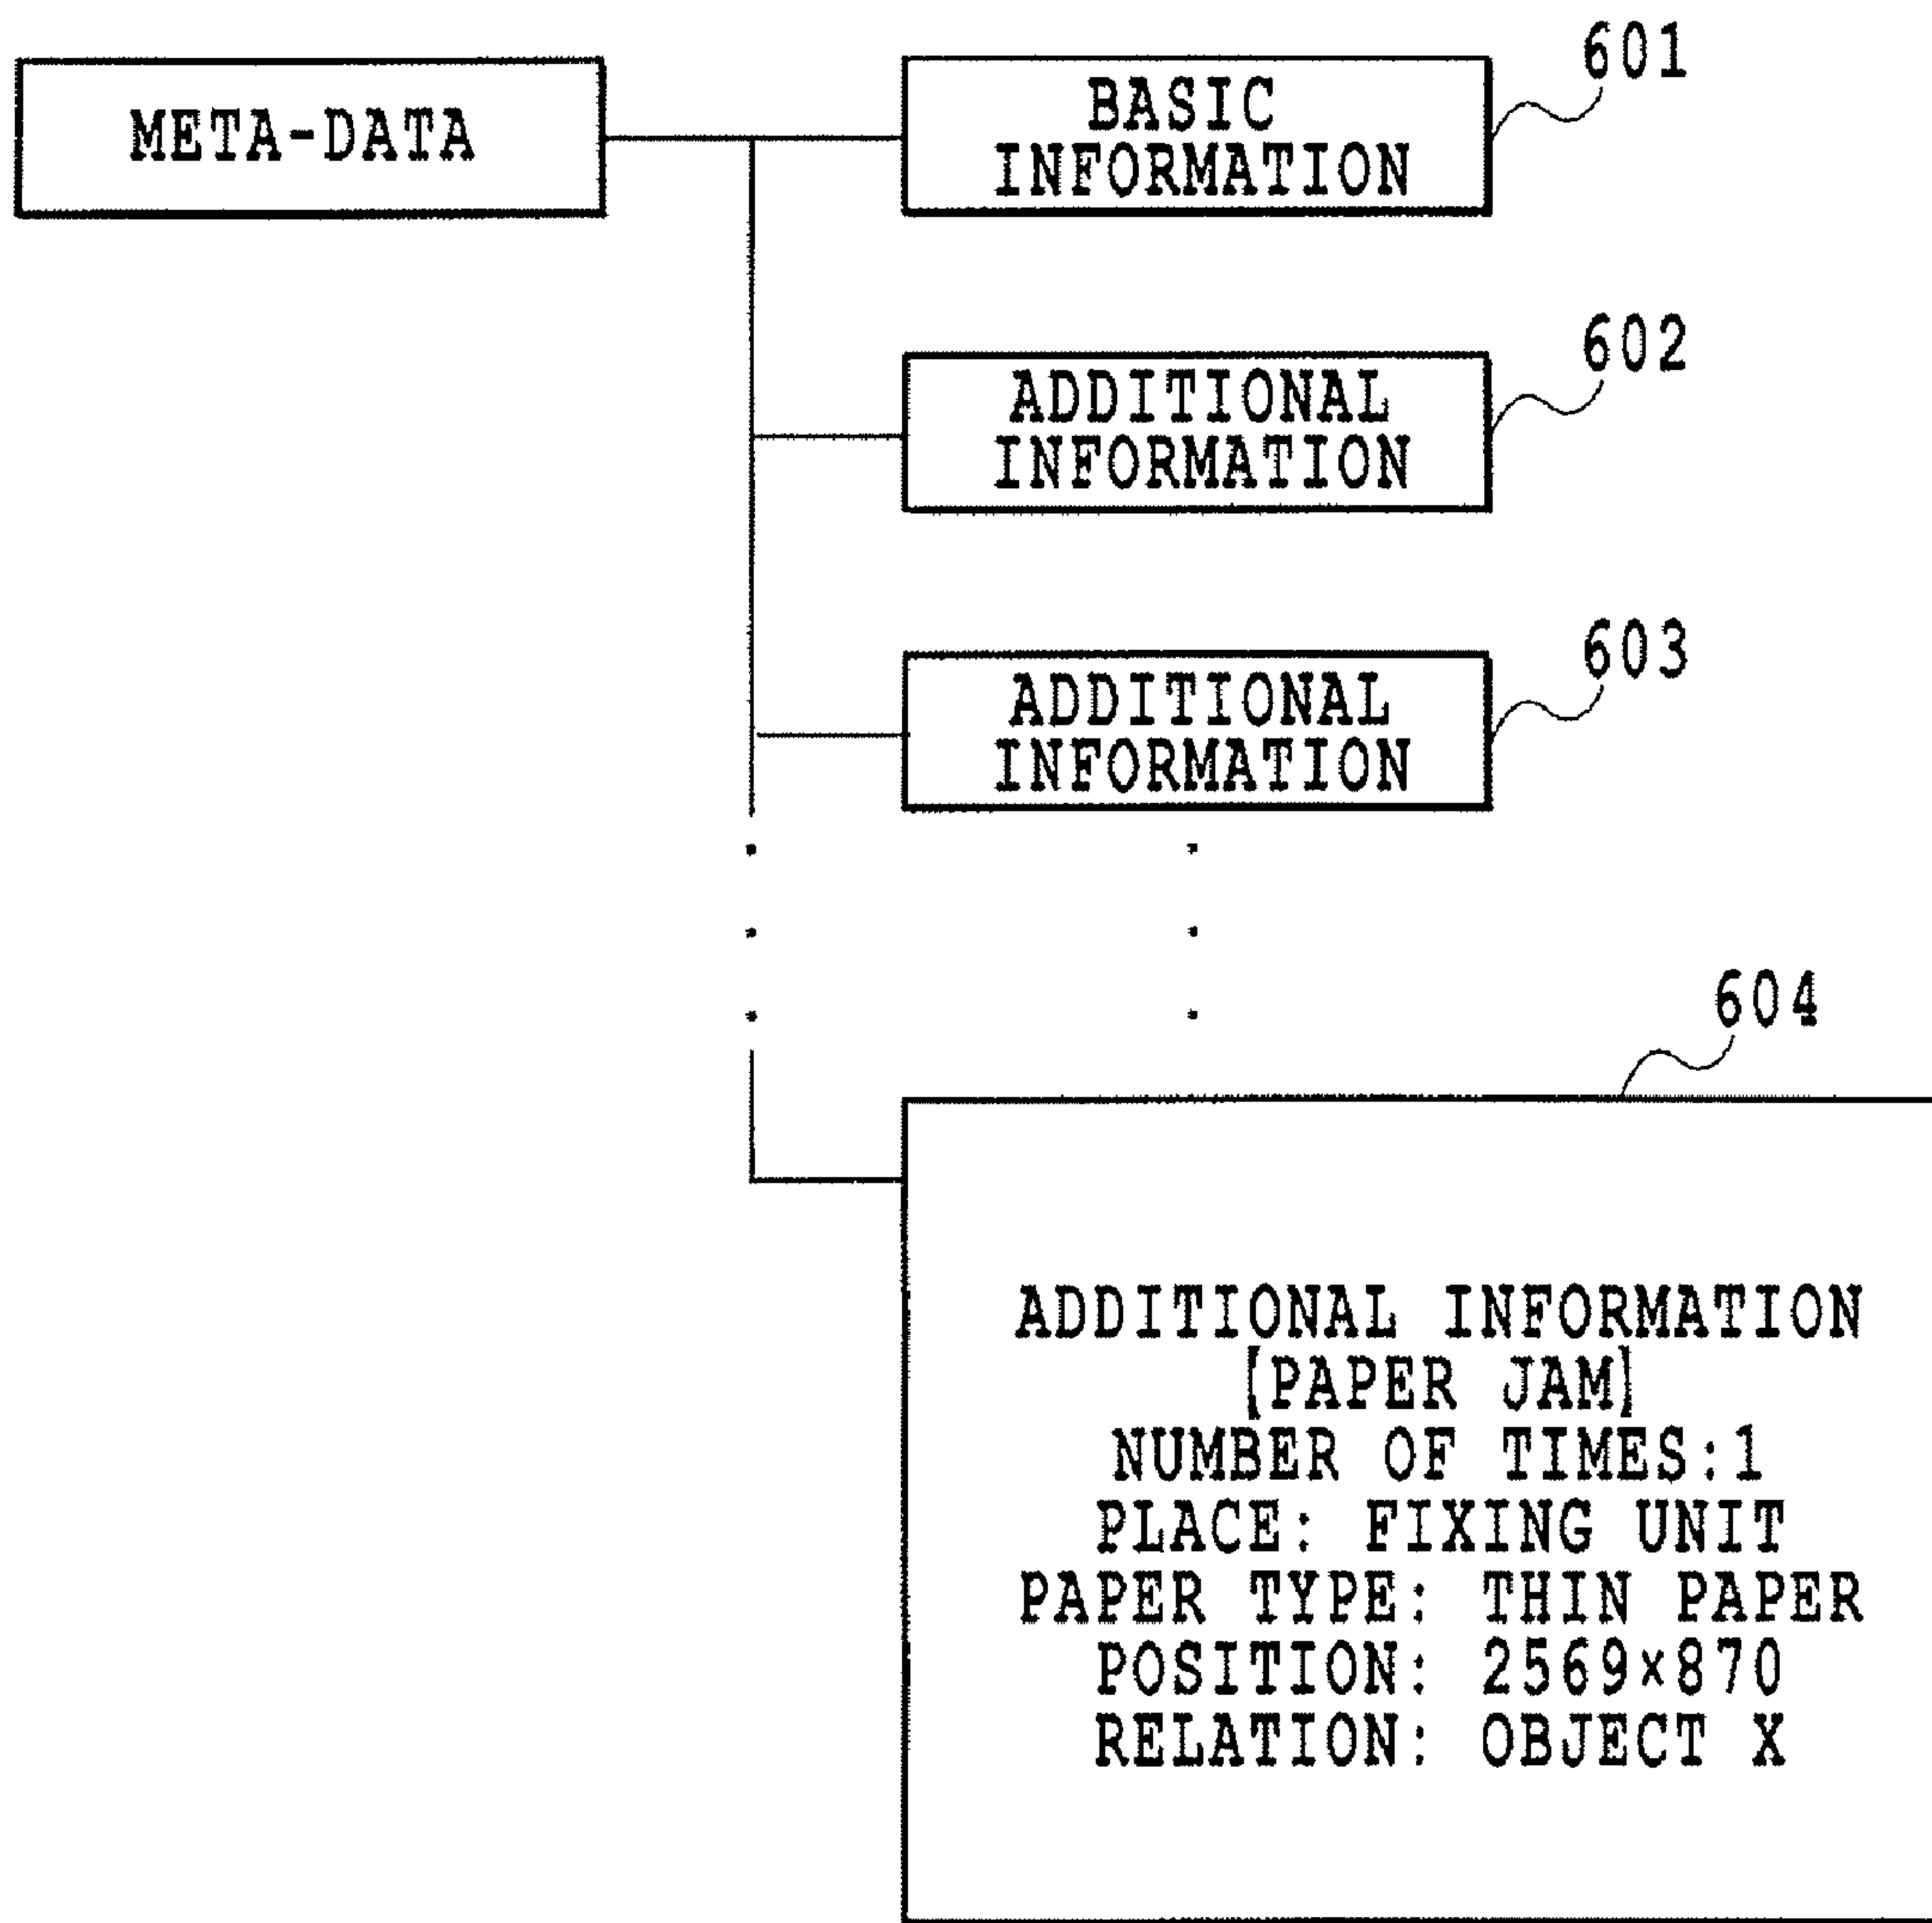 META-DATA
BASIC
INFORMATION
601
ADDITIONAL
INFORMATION
602
ADDITIONAL
INFORMATION
603
604
ADDITIONAL INFORMATION
[PAPER JAM]
NUMBER OF TIMES:1
PLACE: FIXING UNIT
PAPER TYPE: THIN PAPER
POSITION: 2569×870
RELATION: OBJECT X